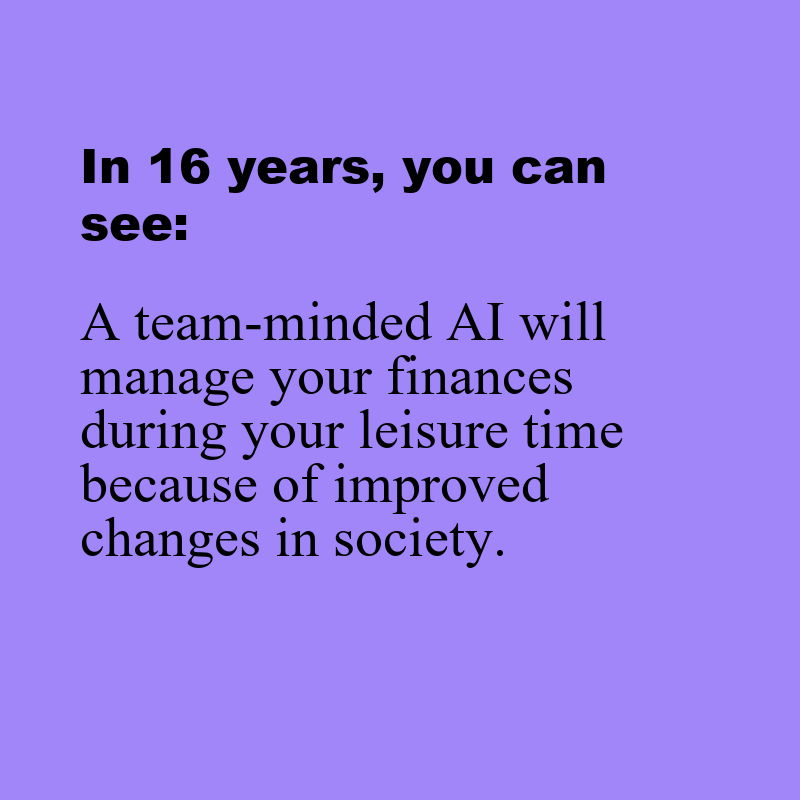 In 16 years, you can
see:
A team-minded AI will
manage your finances
during your leisure time
because of improved
changes in society.